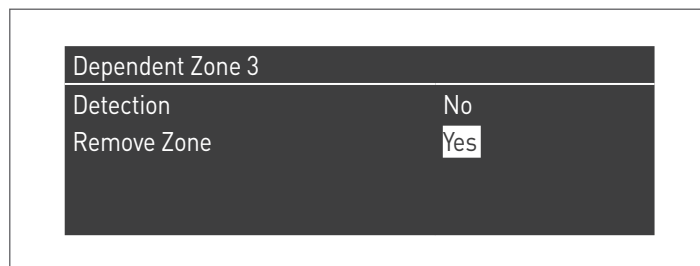 Dependent Zone 3
Detection No
Remove Zone Yes